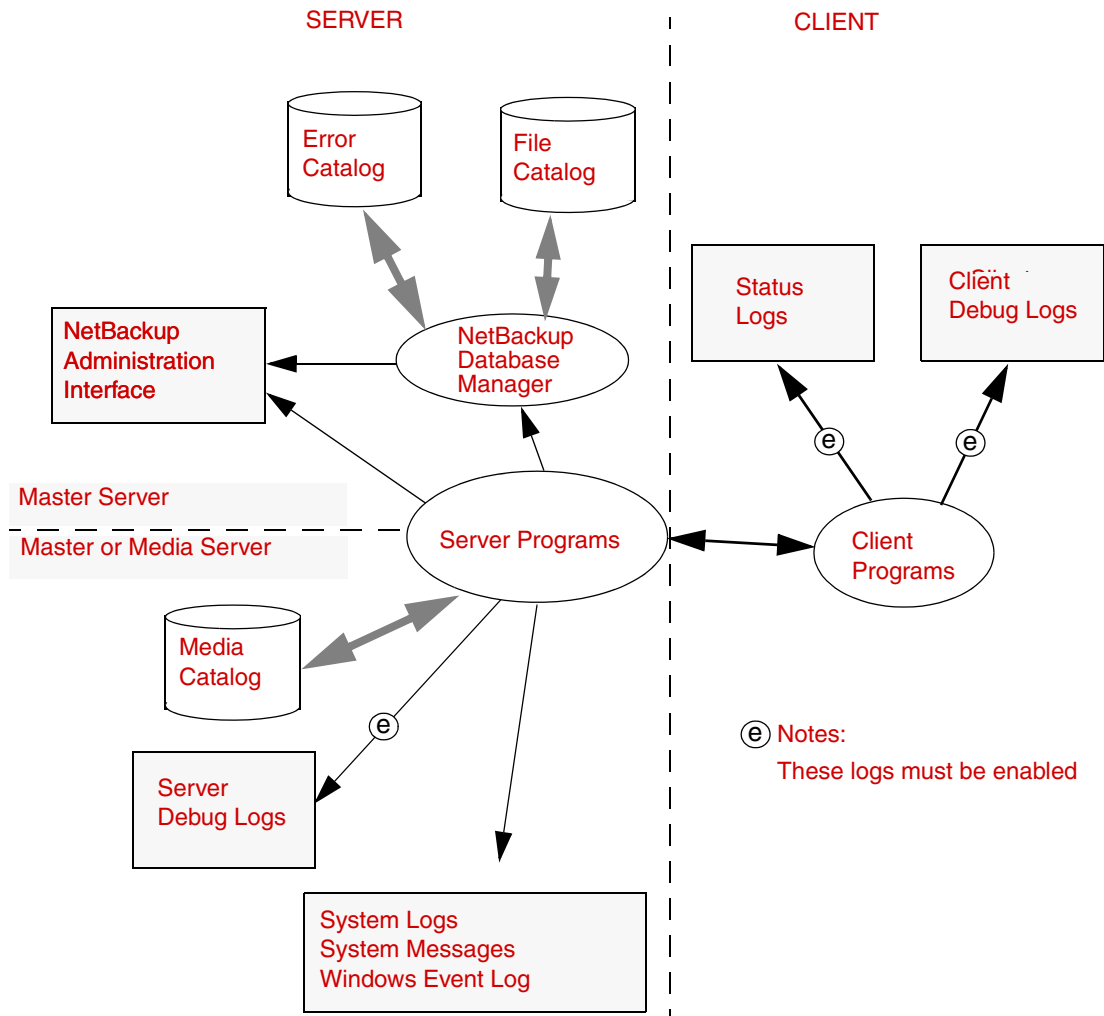 SERVER
CLIENT
Error
Catalog
File
Catalog
Status
Logs
Client
Debug Logs
NetBackup
Administration
Interface
NetBackup
Database
Manager
e
e
Master Server
Master or Media Server
Server Programs
Client
Programs
Media
Catalog
e
e Notes:
These logs must be enabled
Server
Debug Logs
System Logs
System Messages
Windows Event Log